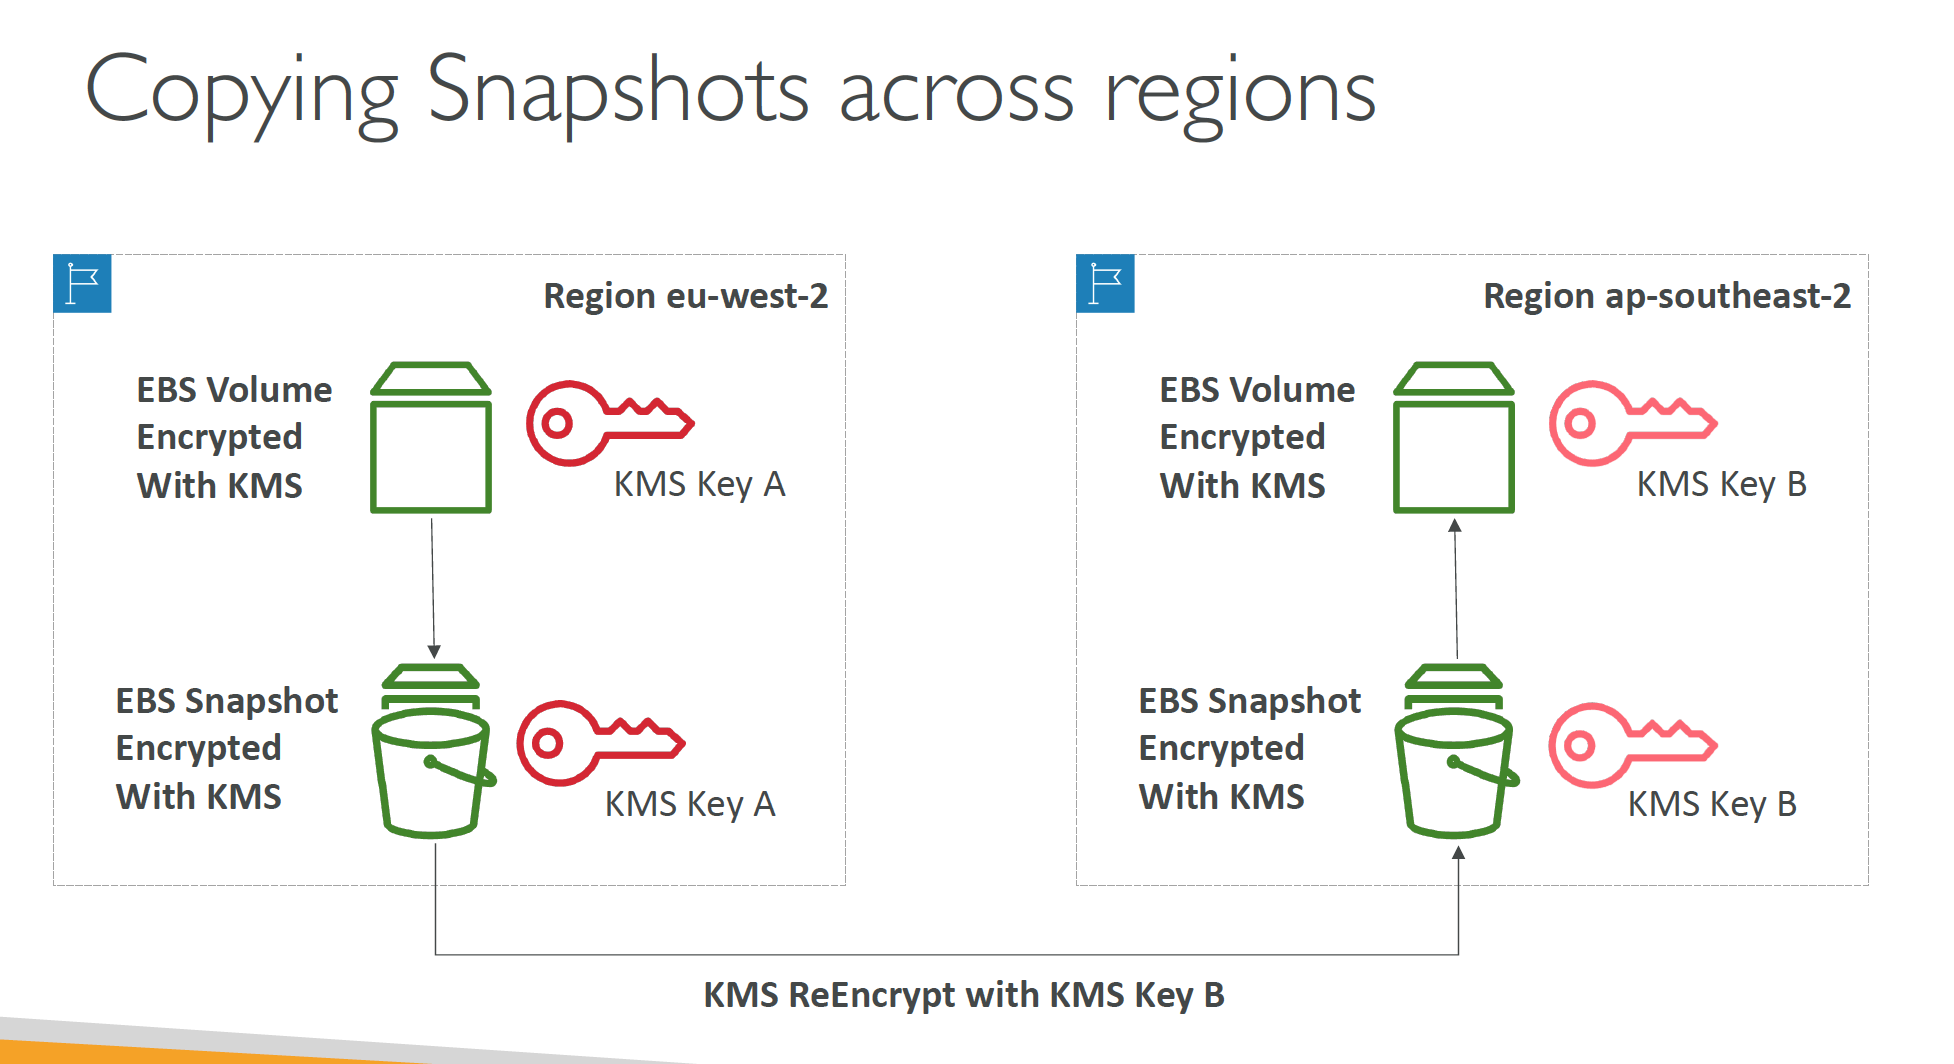 Copying Snapshots across regions
Region eu-west-2
EBS Volume
Encrypted
With KMS
KMS Key A
EBS Snapshot
Encrypted
With KMS
KMS Key A
Region ap-southeast-2
EBS Volume
Encrypted
With KMS
KMS Key B
EBS Snapshot
Encrypted
With KMS
KMS Key B
KMS ReEncrypt with KMS Key B